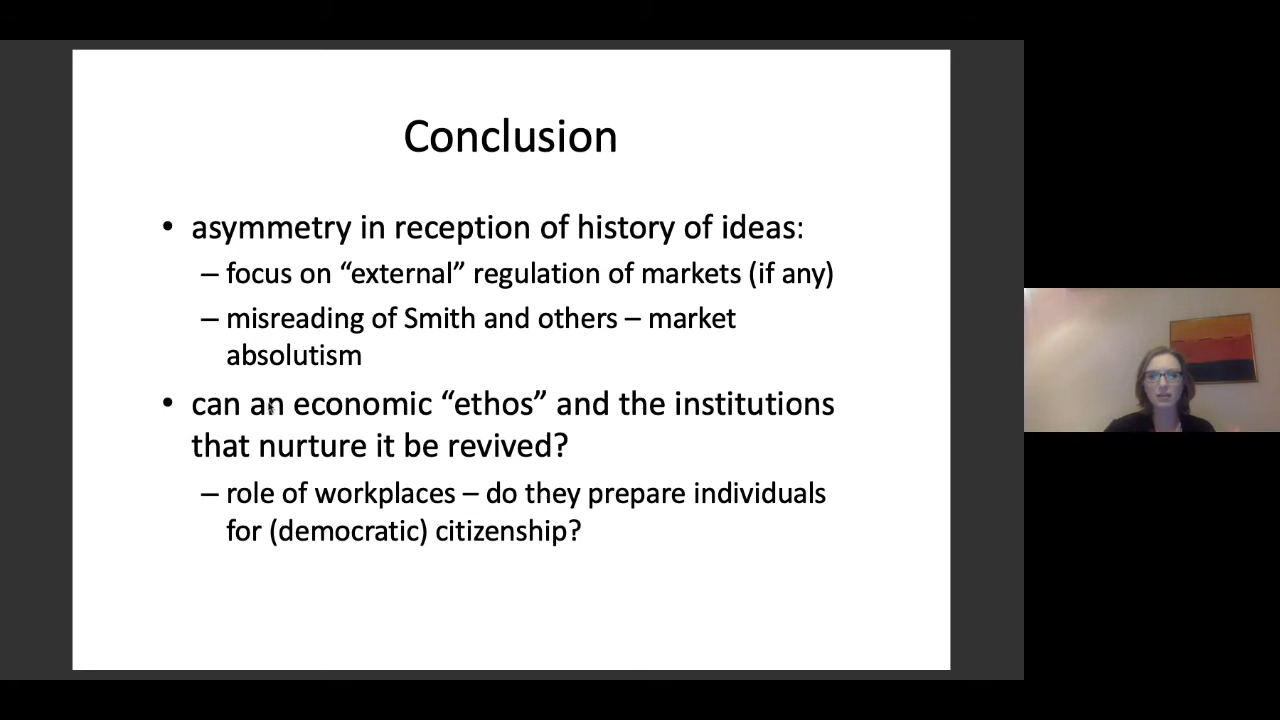 Conclusion
• asymmetry in reception of history of ideas:
– focus on “external” regulation of markets (if any)
– misreading of Smith and others – market
absolutism
• can an economic “ethos” and the institutions
that nurture it be revived?
– role of workplaces – do they prepare individuals
for (democratic) citizenship?